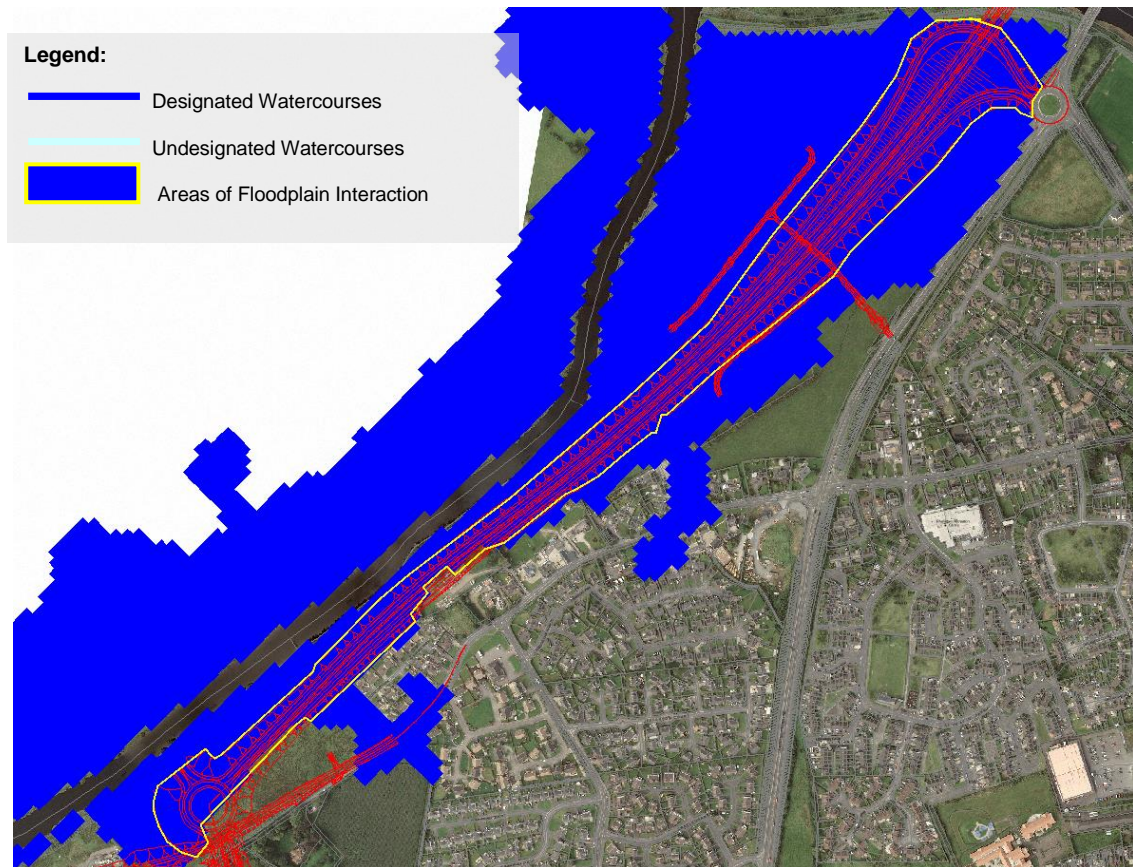 Legend:
Designated Watercourses
Undesignated Watercourses
Areas of Floodplain Interaction